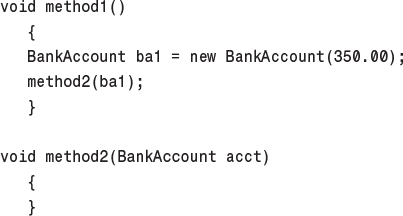 void method1()
{
BankAccount ba1 = new BankAccount(350.00);
method2(ba1);
}
void method2(BankAccount acct)
{
}